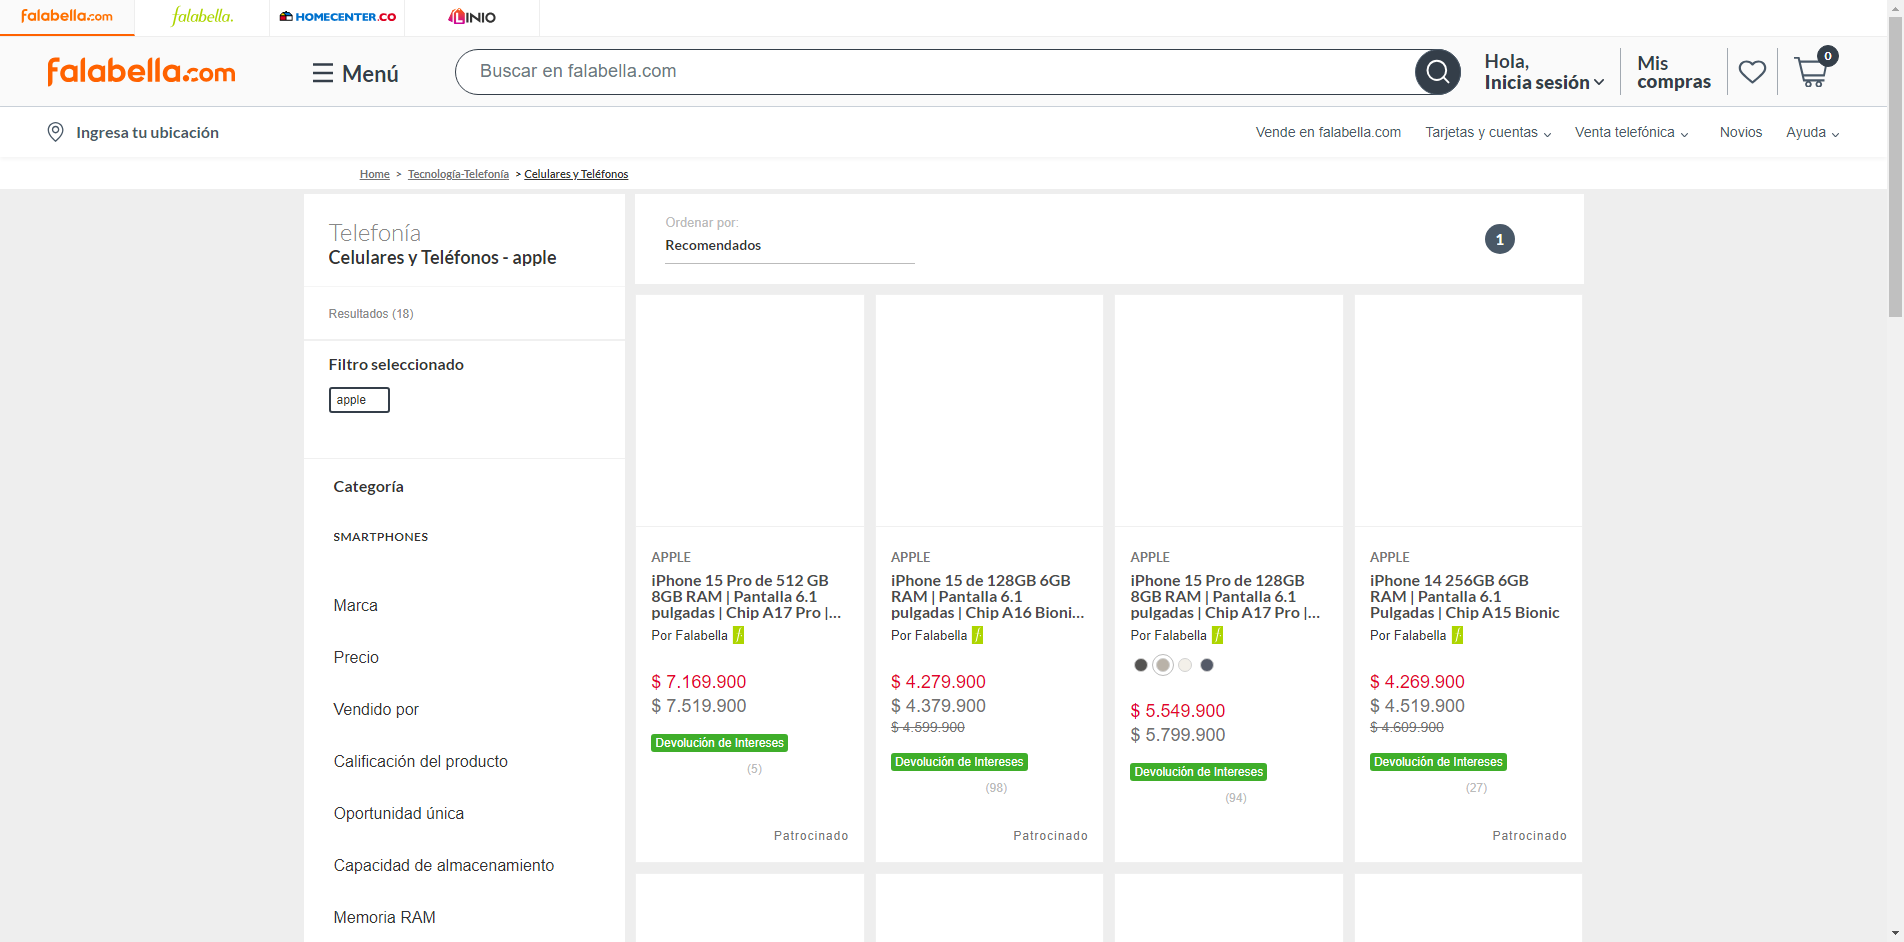 falabella.com
falabella.
HOMECENTER.CO
LINIO
falabella.com
Menú
Buscar en falabella.com
Hola,
Inicia sesión
Mis
compras
0
Ingresa tu ubicación
Vende en falabella.com
Tarjetas y cuentas
Venta telefónica
Novios
Ayuda
Home > Tecnología-Telefonía > Celulares y Teléfonos
Telefonía
Celulares y Teléfonos - apple
Resultados (18)
Filtro seleccionado
apple
Categoría
SMARTPHONES
Marca
Precio
Vendido por
Calificación del producto
Oportunidad única
Capacidad de almacenamiento
Memoria RAM
Ordenar por:
Recomendados
1
APPLE
iPhone 15 Pro de 512 GB
8GB RAM | Pantalla 6.1
pulgadas | Chip A17 Pro |...
Por Falabella
$ 7.169.900
$ 7.519.900
Devolución de Intereses
(5)
Patrocinado
APPLE
iPhone 15 de 128GB 6GB
RAM | Pantalla 6.1
pulgadas | Chip A16 Bioni...
Por Falabella
$ 4.279.900
$ 4.379.900
$ 4.599.900
Devolución de Intereses
(98)
Patrocinado
APPLE
iPhone 15 Pro de 128GB
8GB RAM | Pantalla 6.1
pulgadas | Chip A17 Pro |...
Por Falabella
$ 5.549.900
$ 5.799.900
Devolución de Intereses
(94)
APPLE
iPhone 14 256GB 6GB
RAM | Pantalla 6.1
Pulgadas | Chip A15 Bionic
Por Falabella
$ 4.269.900
$ 4.519.900
$ 4.609.900
Devolución de Intereses
(27)
Patrocinado